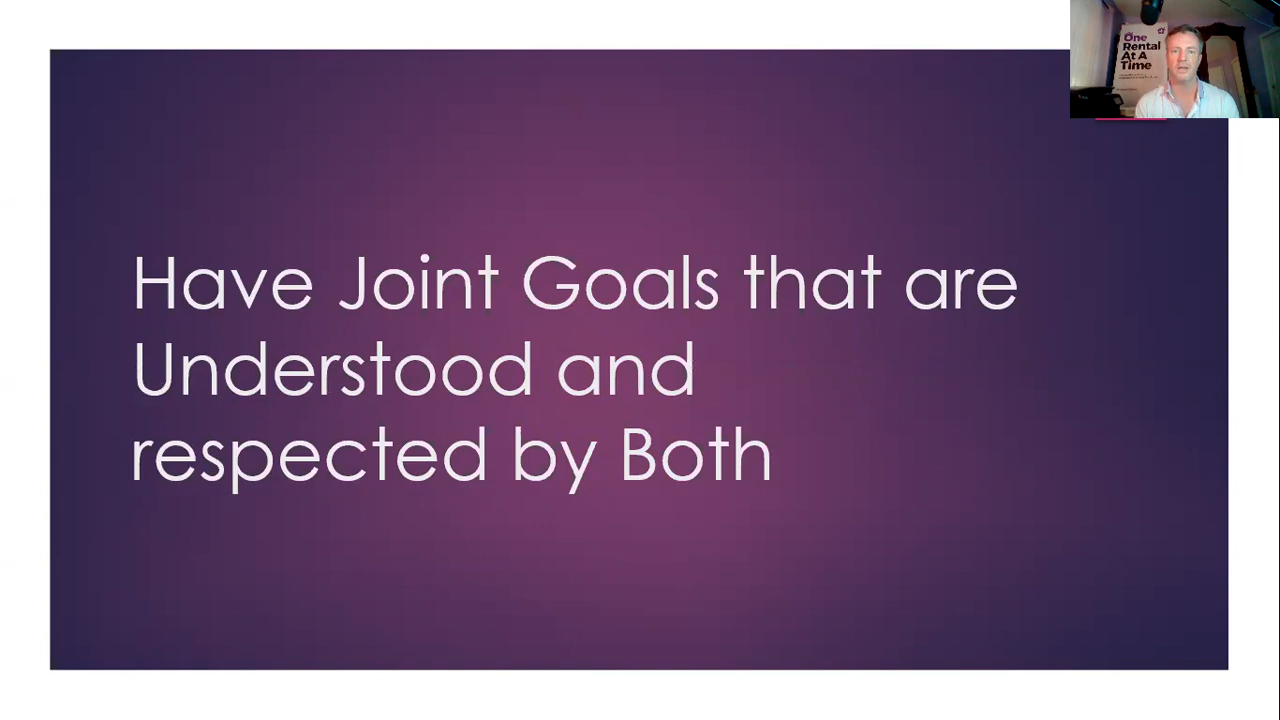 One
Rental
At A
Time
Have Joint Goals that are
Understood and
respected by Both